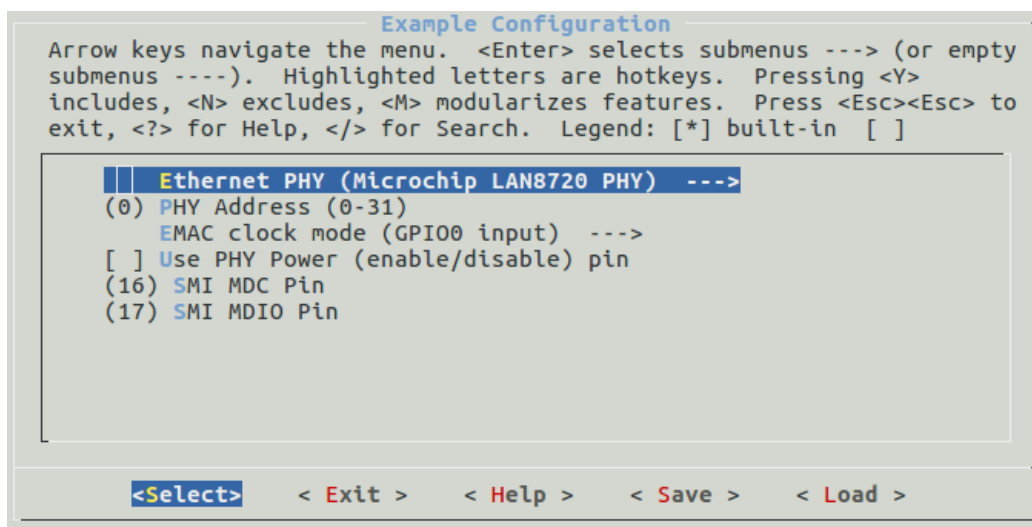 Example Configuration
Arrow keys navigate the menu.  <Enter> selects submenus ---> (or empty
submenus ----).  Highlighted letters are hotkeys.  Pressing <Y>
includes, <N> excludes, <M> modularizes features.  Press <Esc><Esc> to
exit, <?> for Help, </> for Search.  Legend: [*] built-in  [ ]
Ethernet PHY (Microchip LAN8720 PHY)  --->
(0) PHY Address (0-31)
EMAC clock mode (GPIO0 input)  --->
[ ] Use PHY Power (enable/disable) pin
(16) SMI MDC Pin
(17) SMI MDIO Pin
<Select>    < Exit >    < Help >    < Save >    < Load >